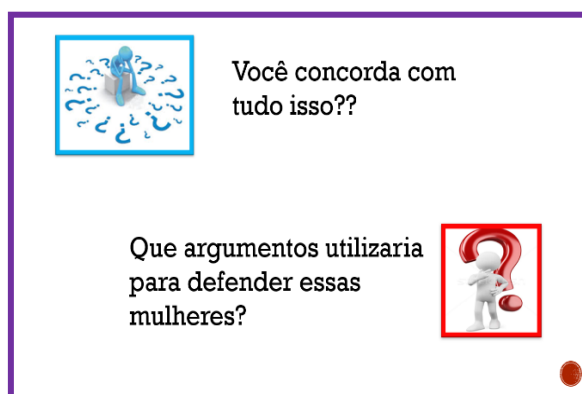 Você concorda com
tudo isso??
Que argumentos utilizaria
para defender essas
mulheres?